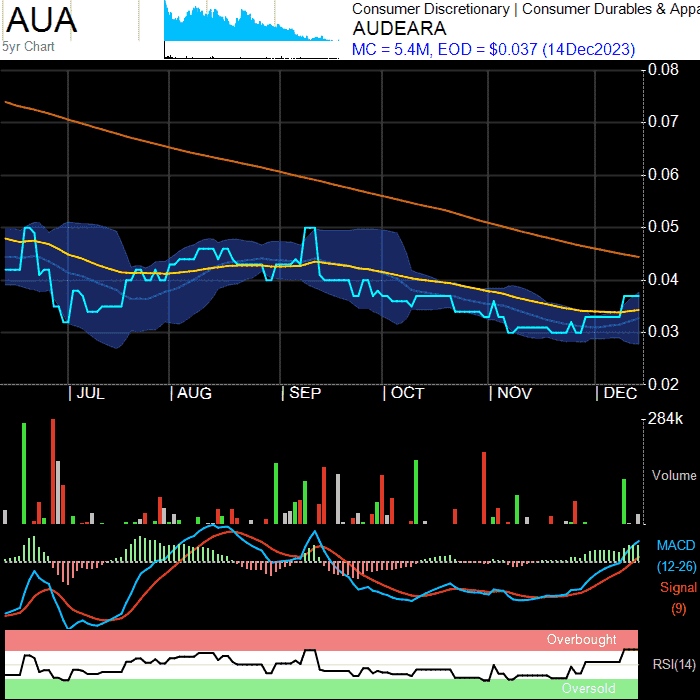 AUA
5yr Chart
Consumer Discretionary | Consumer Durables & Appa
AUDEARA
MC = 5.4M, EOD = $0.037 (14Dec2023)
0.08
0.07
0.06
0.05
0.04
0.03
0.02
JUL AUG SEP OCT NOV DEC
284k
Volume
MACD
(12-26)
Signal
(9)
Overbought
RSI(14)
Oversold